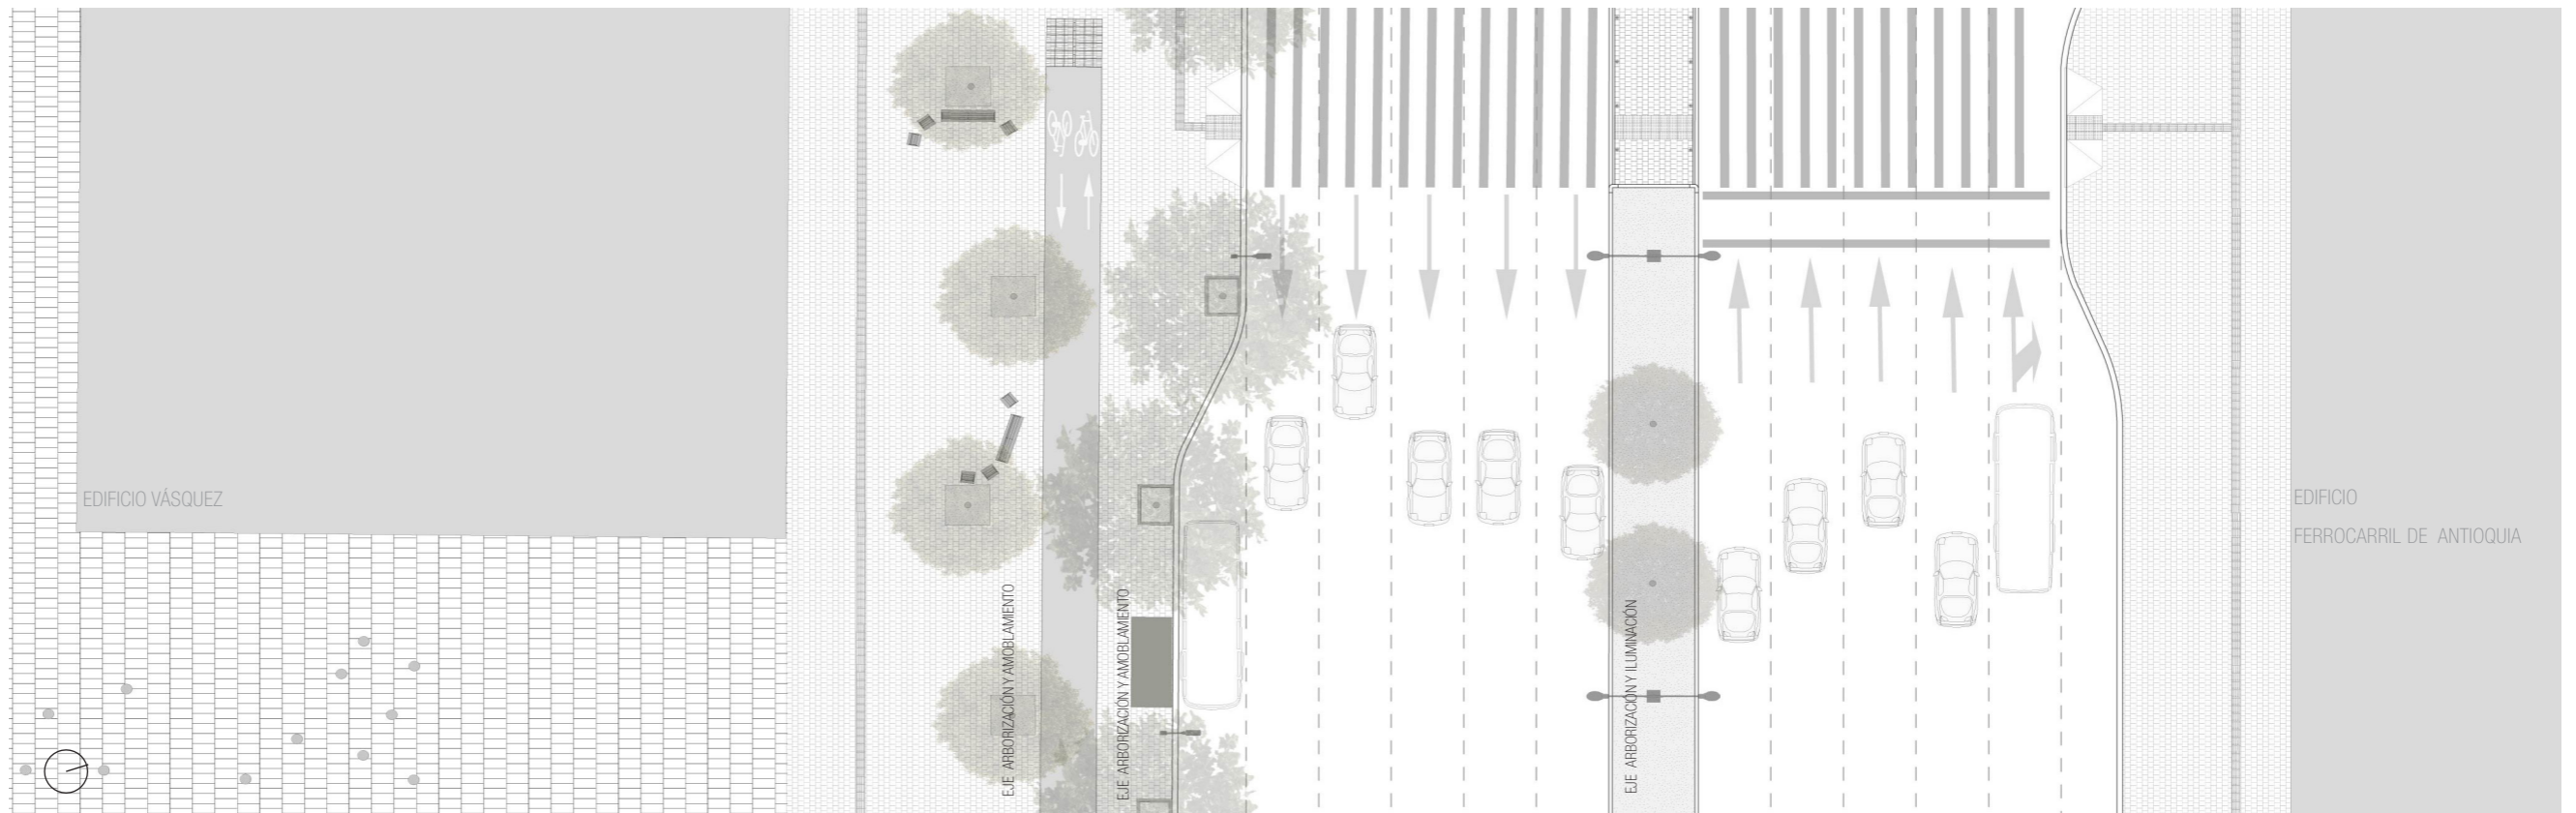 EDIFICIO VÁSQUEZ
EJE ARBORIZACIÓN Y AMOBLAMIENTO
EJE ARBORIZACIÓN Y AMOBLAMIENTO
EJE ARBORIZACIÓN Y ILUMINACIÓN
EDIFICIO
FERROCARRIL DE ANTIOQUIA